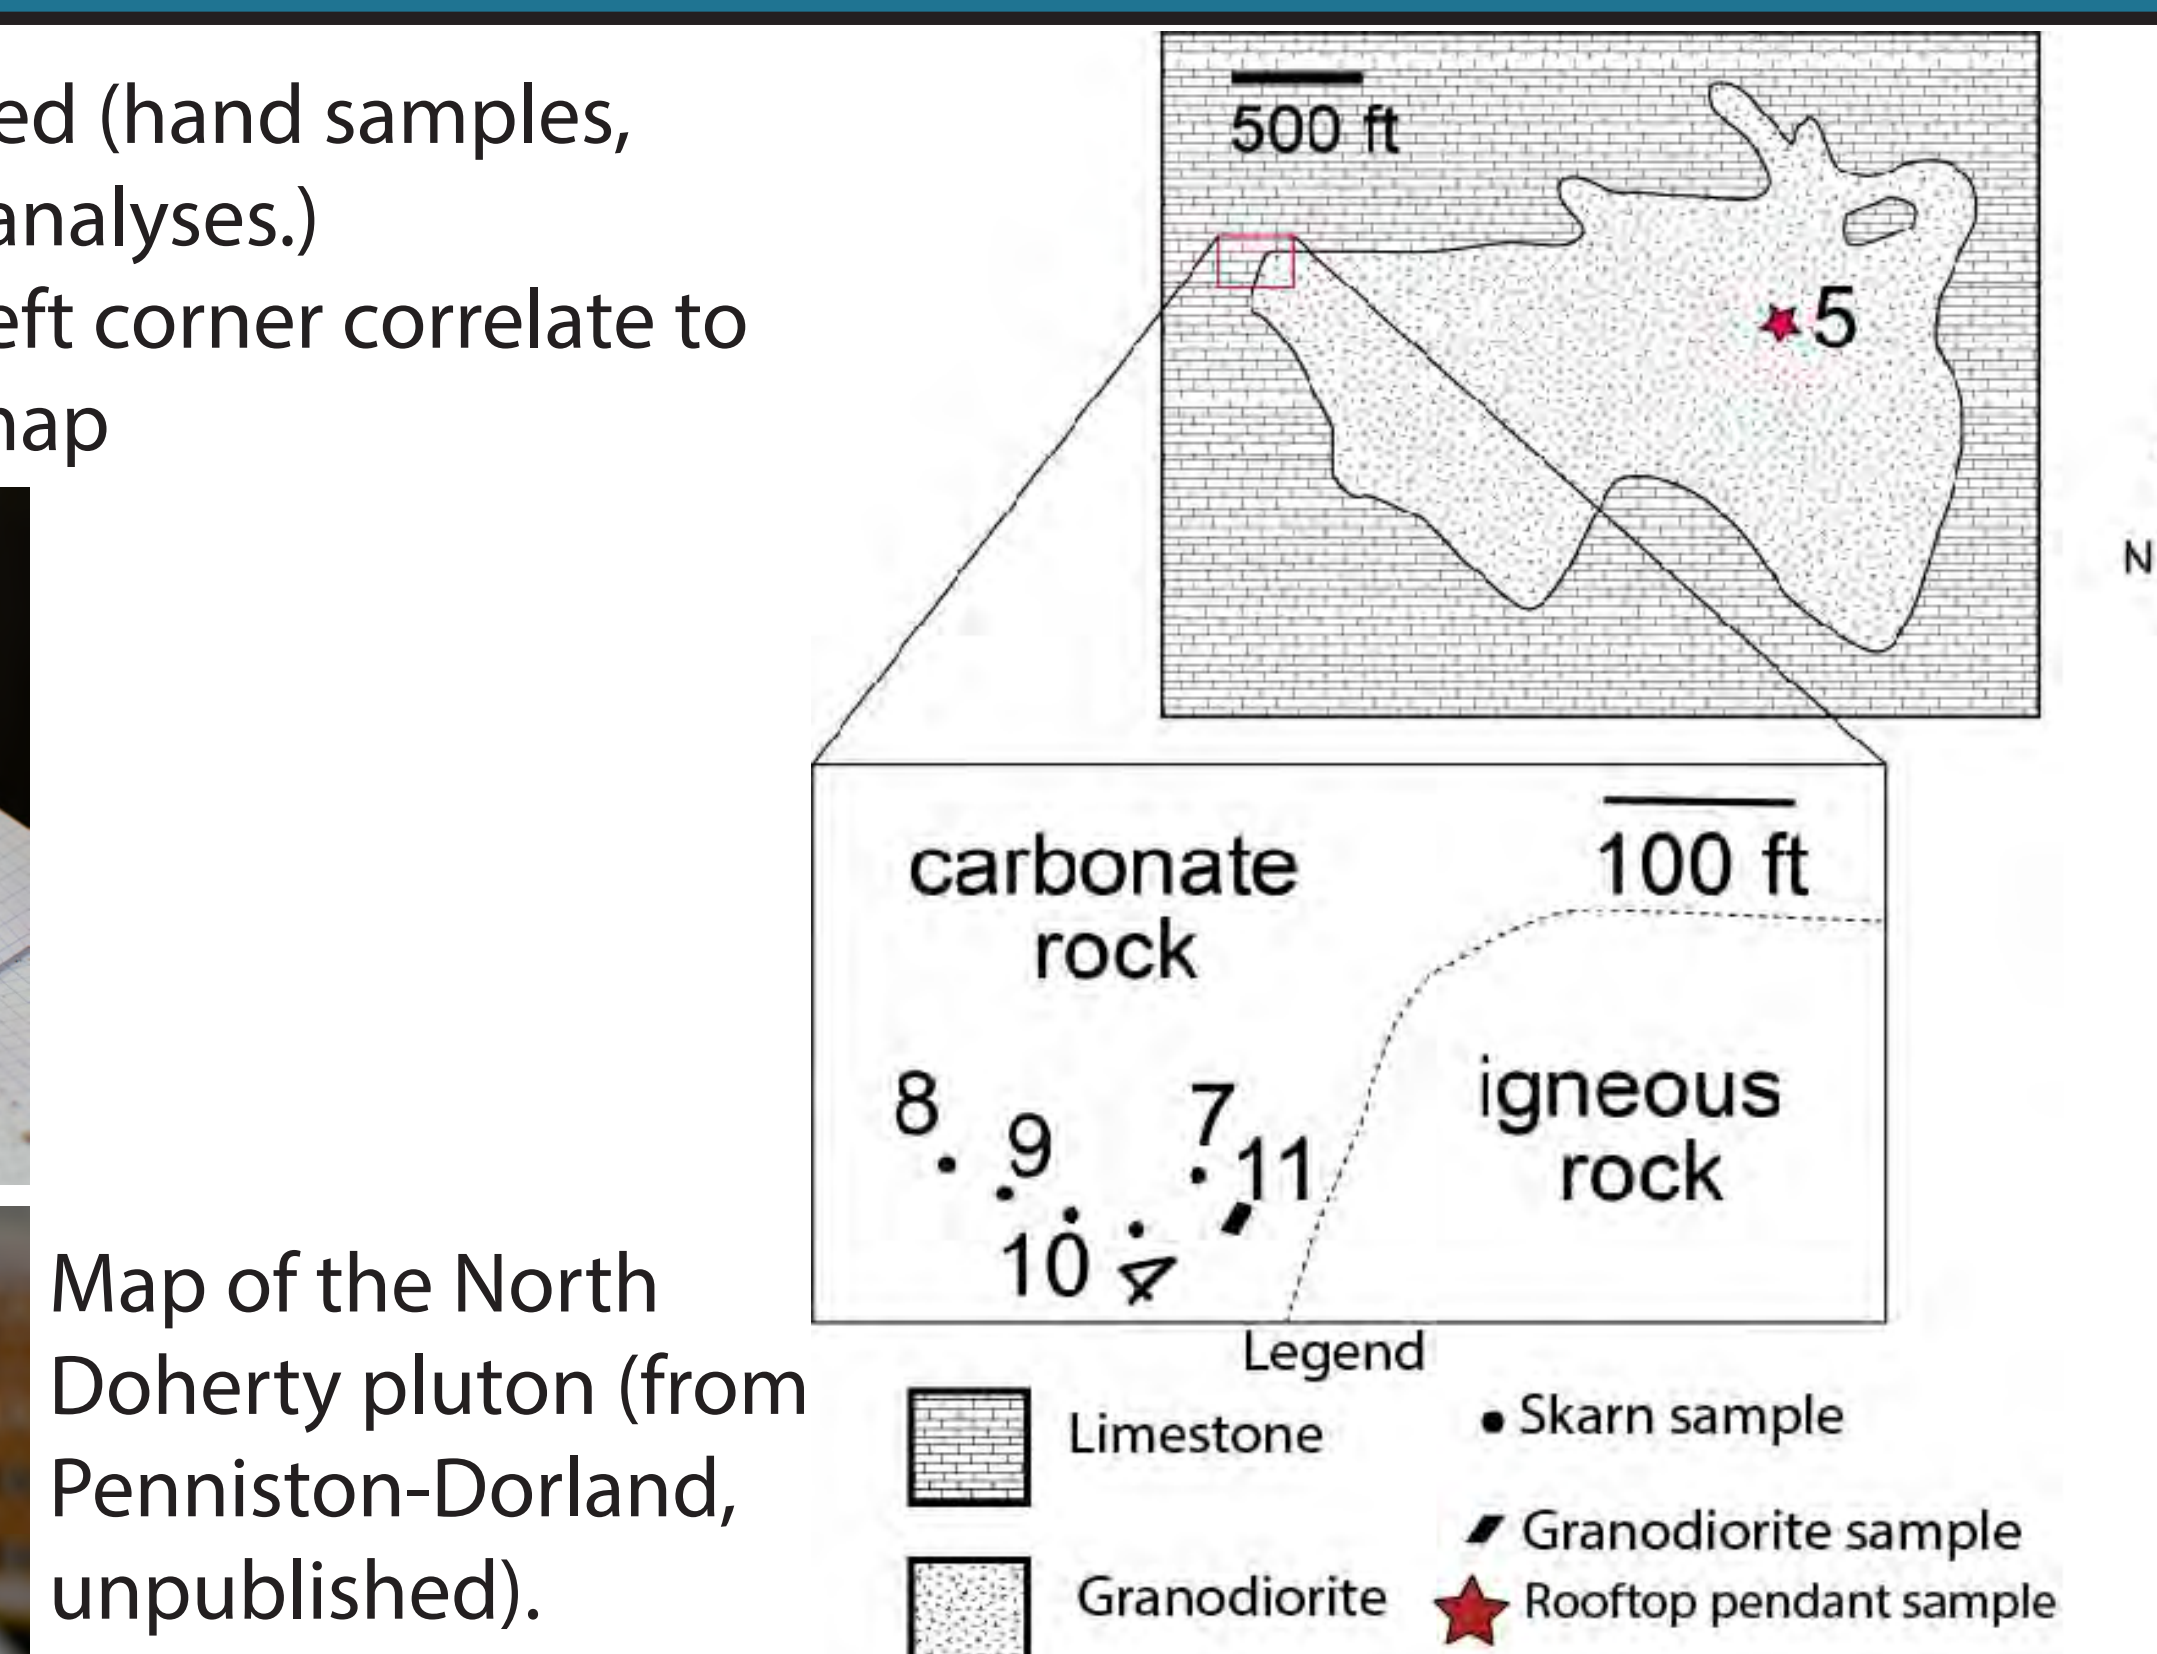 ed (hand samples,
analyses.)
eft corner correlate to
map
500 ft
5
N
carbonate
rock
100 ft
igneous
rock
8
9
7
11
10
4
Map of the North
Doherty pluton (from
Penniston-Dorland,
unpublished).
Legend
Limestone
Skarn sample
Granodiorite sample
Granodiorite
Rooftop pendant sample